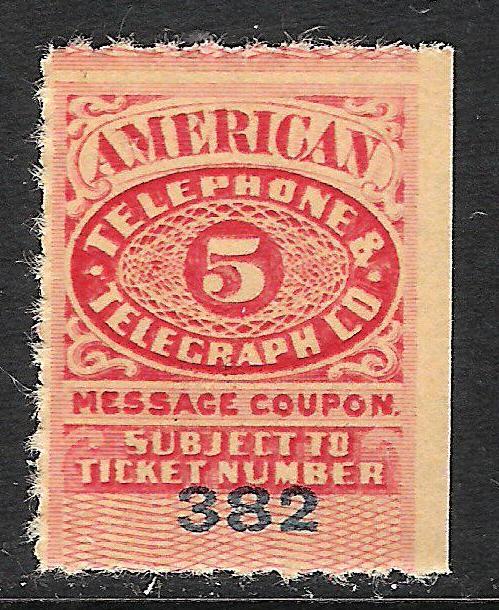 AMERICAN
TELEPHONE &
5
TELEGRAPH CO
MESSAGE COUPON.
SUBJECT TO
TICKET NUMBER
382